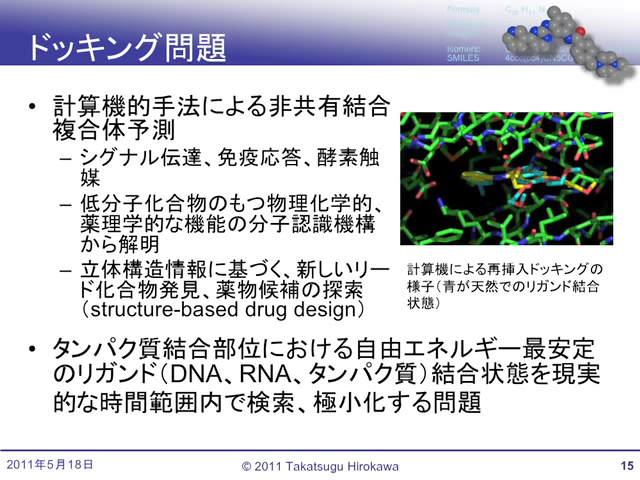 Formula
Isomeric
SMILES
ドッキング問題
• 計算機的手法による非共有結合
複合体予測
– シグナル伝達、免疫応答、酵素触
媒
– 低分子化合物のもつ物理化学的、
薬理学的な機能の分子認識機構
から解明
– 立体構造情報に基づく、新しいリー
ド化合物発見、薬物候補の探索
（structure-based drug design）
計算機による再挿入ドッキングの
様子（青が天然でのリガンド結合
状態）
• タンパク質結合部位における自由エネルギー最安定
のリガンド（DNA、RNA、タンパク質）結合状態を現実
的な時間範囲内で検索、極小化する問題
2011年5月18日
© 2011 Takatsugu Hirokawa
15